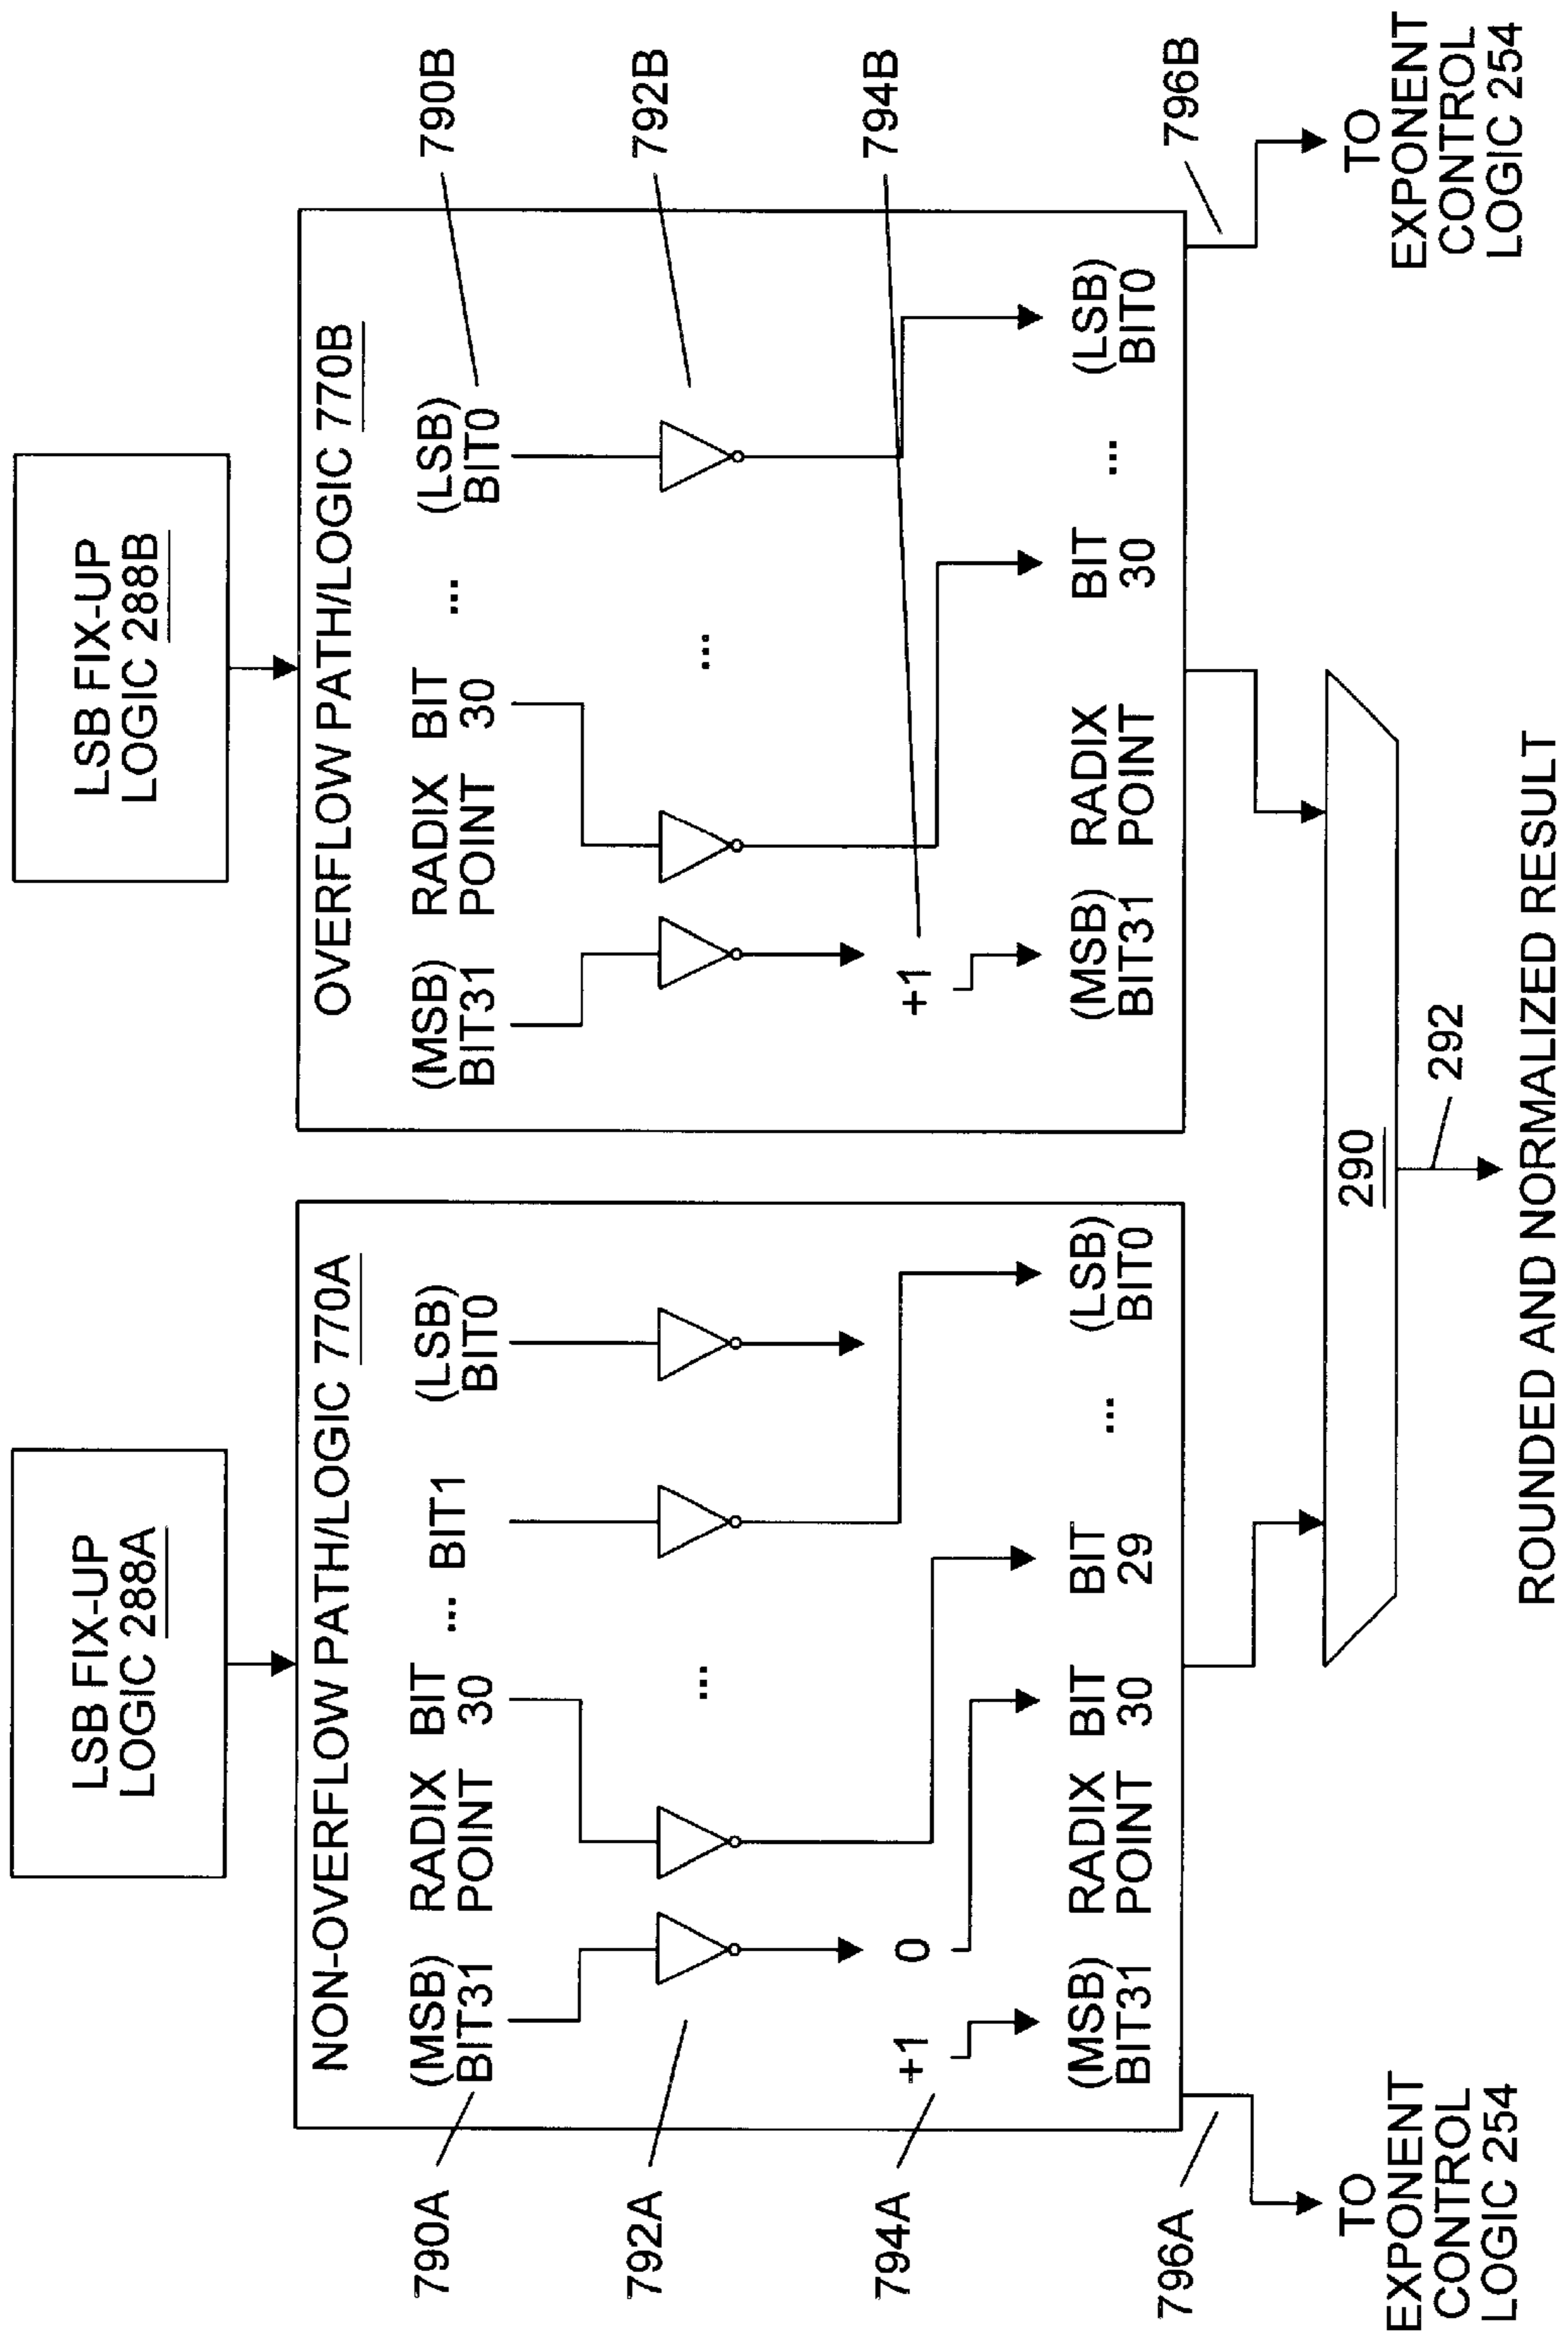 LSB FIX-UP
LOGIC 288A
LSB FIX-UP
LOGIC 288B
NON-OVERFLOW PATH/LOGIC 770A
790A
(MSB)
BIT31
RADIX
POINT
BIT
30
...
BIT1
(LSB)
BIT0
792A
...
794A
+1
0
(MSB)
BIT31
RADIX
POINT
BIT
30
BIT
29
...
(LSB)
BIT0
796A
TO
EXPONENT
CONTROL
LOGIC 254
OVERFLOW PATH/LOGIC 770B
(MSB)
BIT31
RADIX
POINT
BIT
30
...
(LSB)
BIT0
790B
...
792B
+1
794B
(MSB)
BIT31
RADIX
POINT
BIT
30
...
(LSB)
BIT0
796B
TO
EXPONENT
CONTROL
LOGIC 254
290
292
ROUNDED AND NORMALIZED RESULT